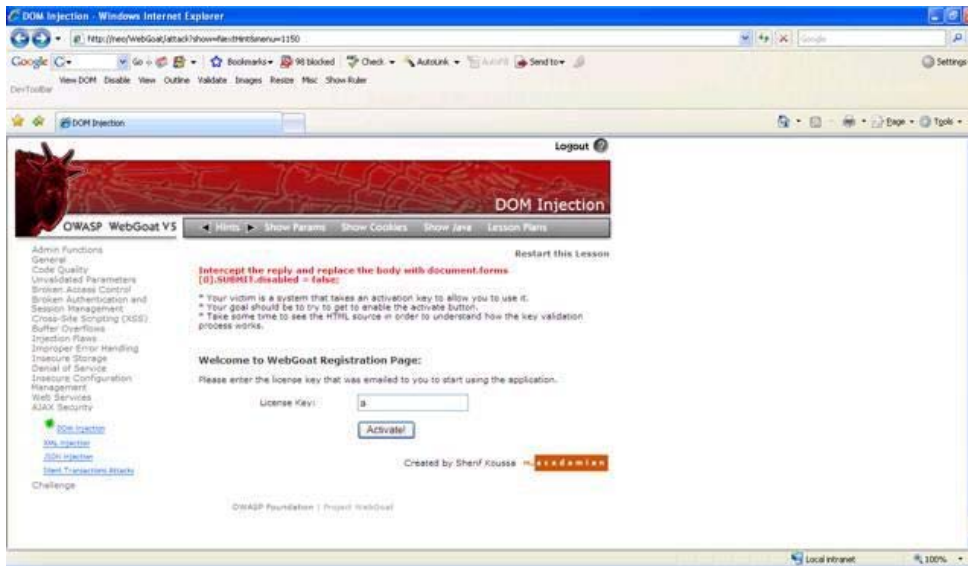 DOM Injection - Windows Internet Explorer
http://neo/WebGoat/attack?show=NextHint&menu=1150
Google
Google G Go Bookmarks 98 blocked Check AutoLink AutoFill Send to Settings
DevToolbar View DOM Disable View Outline Validate Images Resize Misc Show Ruler
DOM Injection Page Tools
Logout ?
DOM Injection
OWASP WebGoat V5 Hints Show Params Show Cookies Show Java Lesson Plans
Restart this Lesson
Admin Functions
General
Code Quality
Unvalidated Parameters
Broken Access Control
Broken Authentication and
Session Management
Cross-Site Scripting (XSS)
Buffer Overflows
Injection Flaws
Improper Error Handling
Insecure Storage
Denial of Service
Insecure Configuration
Management
Web Services
AJAX Security
DOM Injection
XML Injection
JSON Injection
Silent Transactions Attacks
Challenge
Intercept the reply and replace the body with document.forms
[0].SUBMIT.disabled = false;
* Your victim is a system that takes an activation key to allow you to use it.
* Your goal should be to try to get to enable the activate button.
* Take some time to see the HTML source in order to understand how the key validation
process works.
Welcome to WebGoat Registration Page:
Please enter the license key that was emailed to you to start using the application.
License Key: a
Activate!
Created by Sherif Koussa macadamian
OWASP Foundation | Project WebGoat
Local intranet 100%